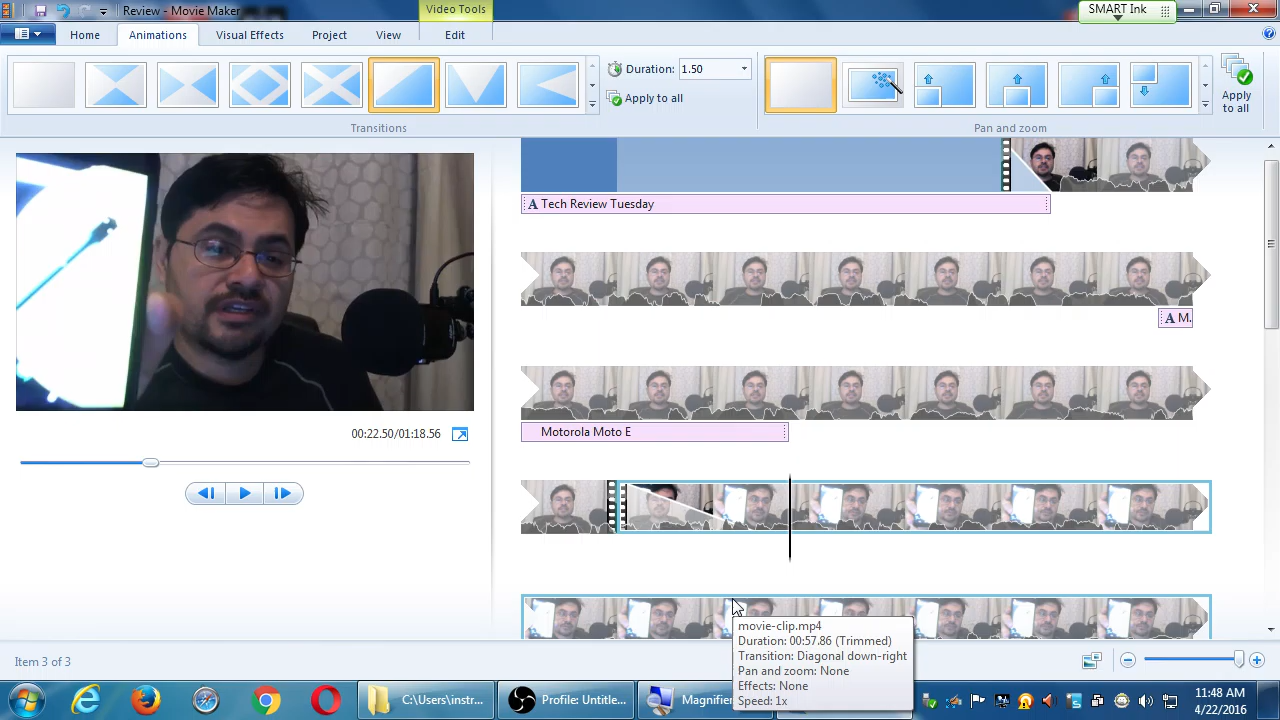 Review - Movie Maker
Video Tools
SMART Ink
Home
Animations
Visual Effects
Project
View
Edit
Duration: 1.50
Apply to all
Transitions
Pan and zoom
Apply to all
A Tech Review Tuesday
A M.
Motorola Moto E
00:22.50/01:18.56
movie-clip.mp4
Duration: 00:57.86 (Trimmed)
Transition: Diagonal down-right
Pan and zoom: None
Effects: None
Speed: 1x
Item 3 of 3
C:\Users\instr...
Profile: Untitle...
Magnifier
11:48 AM
4/22/2016